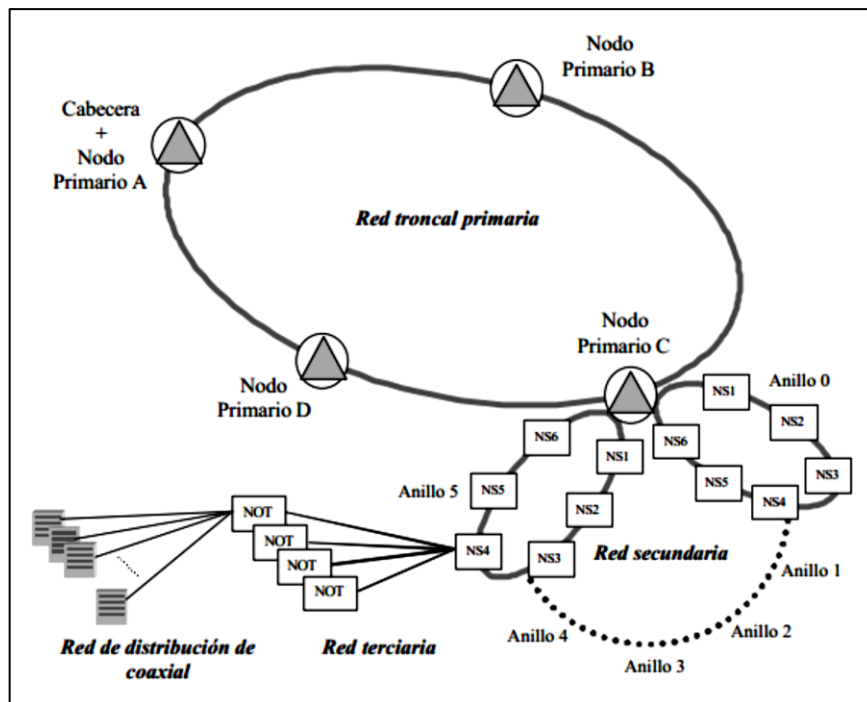 Nodo
Primario B
Cabecera
+
Nodo
Primario A
Red troncal primaria
Nodo
Primario C
Nodo
Primario D
NS1
Anillo 0
NS2
NS3
NS4
NS5
NS6
NS6
NS1
Anillo 5
NS5
NS2
NS4
NS3
Red secundaria
NOT
NOT
NOT
NOT
Anillo 1
Anillo 2
Anillo 3
Anillo 4
Red de distribución de
coaxial
Red terciaria